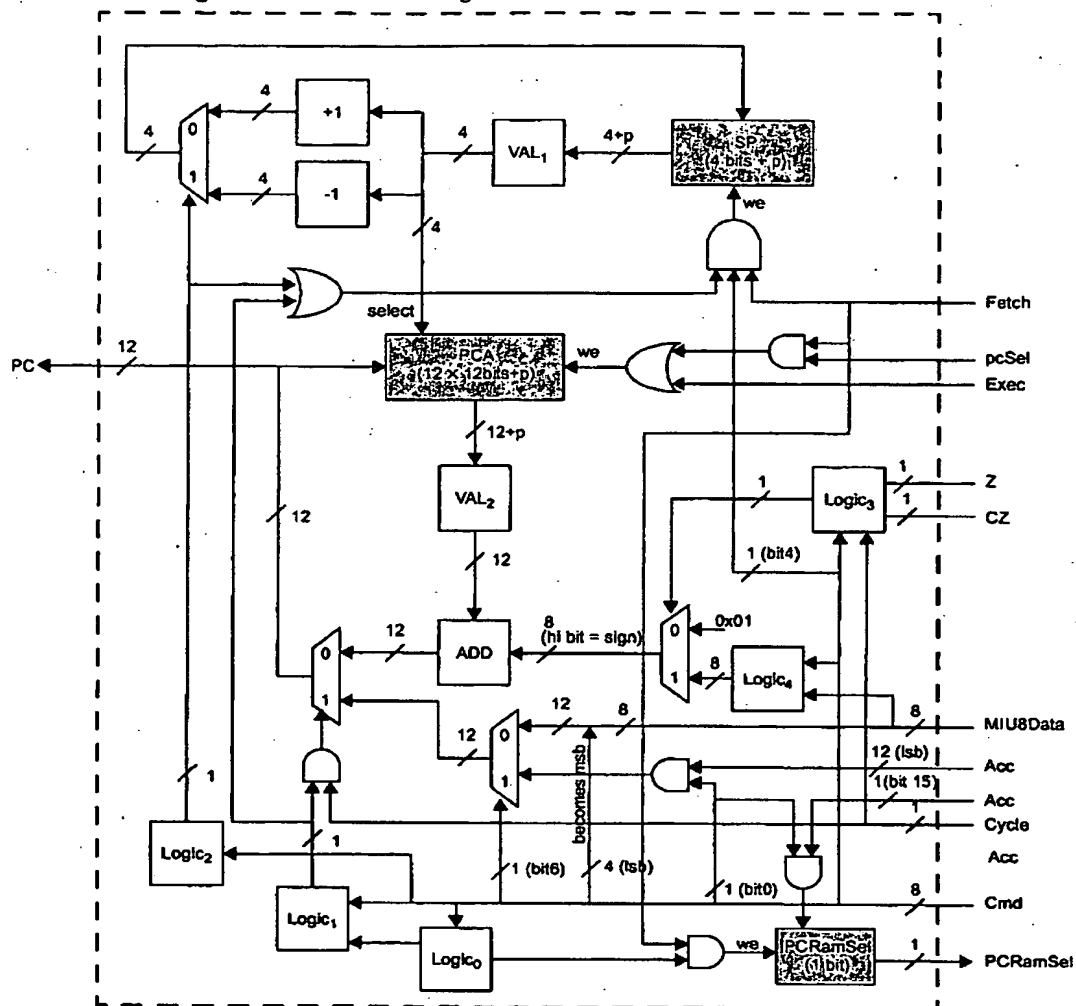 4
+1
4
0
1
4
-1
4
VAL1
4
4+p
SP
(4 bits + p)
we
4
select
Fetch
PC
12
PCA
(12 × 12bits+p)
we
pcSel
Exec
12+p
VAL2
12
12
1
Logic3
1
Z
1
CZ
1 (bit4)
0
1
12
ADD
8
(hi bit = sign)
0
1
0x01
8
Logic4
12
0
1
12
8
8
MIU8Data
12 (lsb)
Acc
1(bit 15)
Acc
1
Cycle
Acc
becomes msb
1
Logic2
1
Logic1
Logic0
1 (bit6)
4 (lsb)
1 (bit0)
8
Cmd
we
PCRamSel
(1 bit)
1
PCRamSel